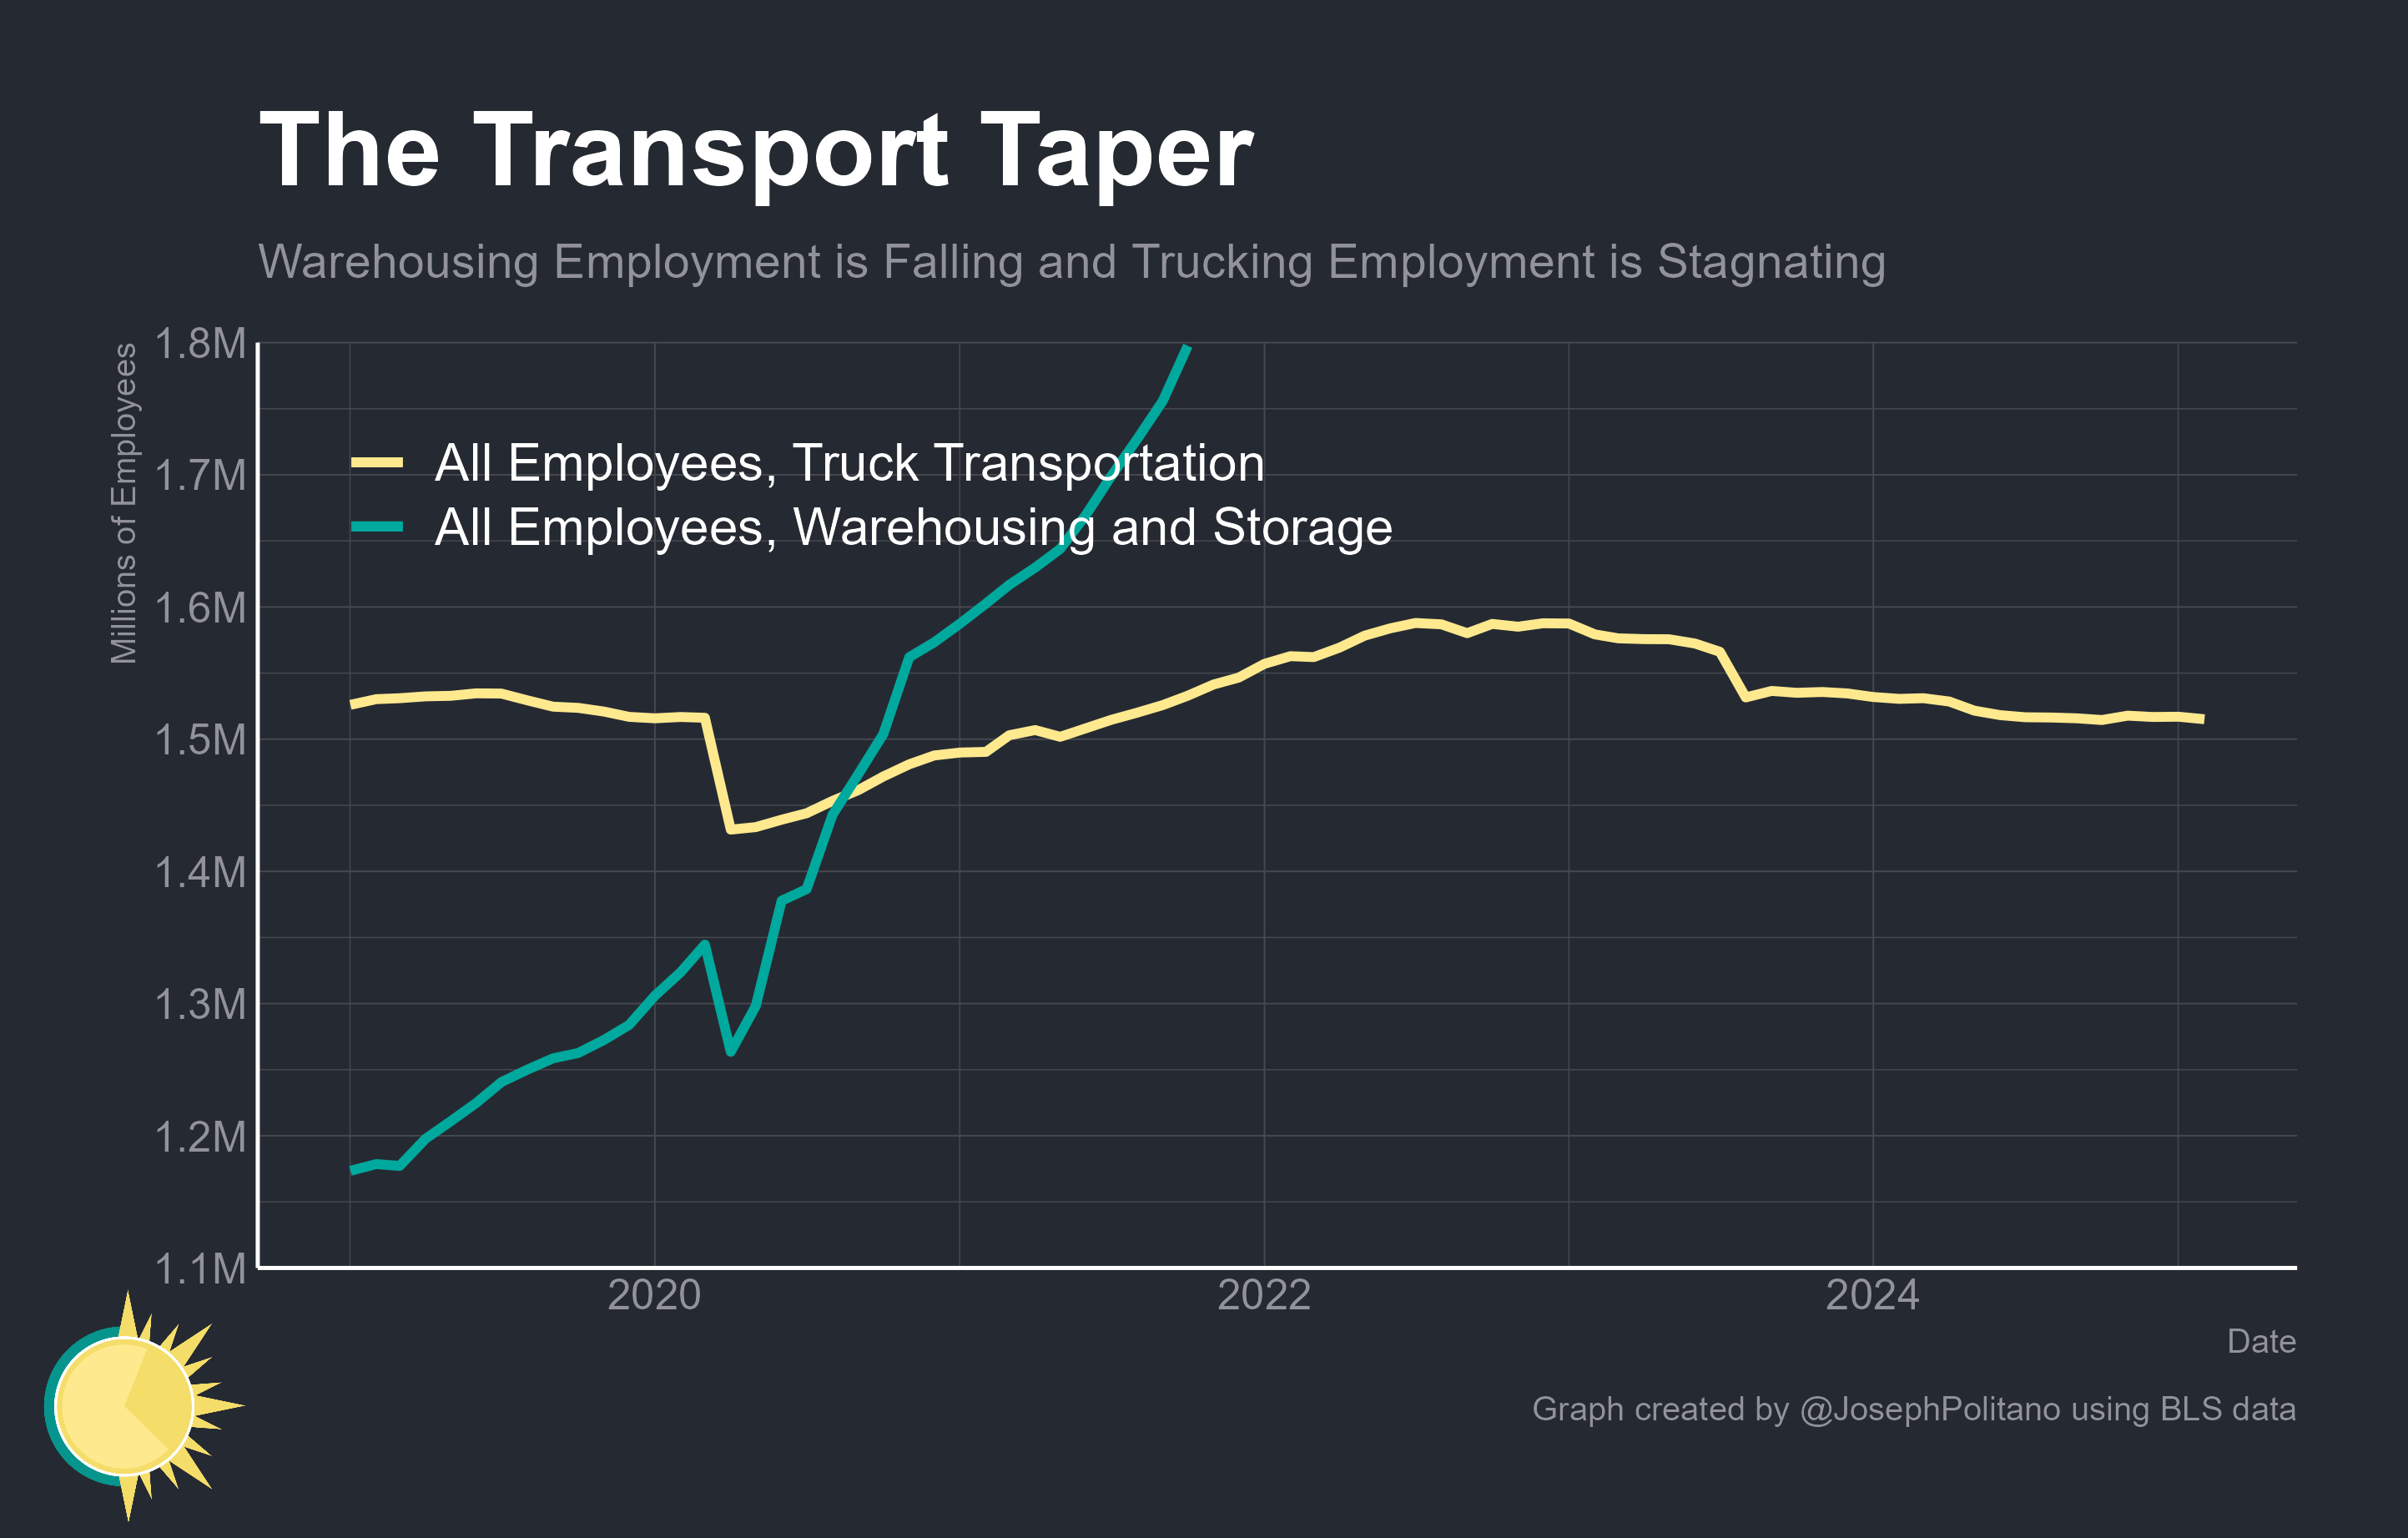 The Transport Taper
Warehousing Employment is Falling and Trucking Employment is Stagnating
Millions of Employees
1.8M
1.7M
1.6M
1.5M
1.4M
1.3M
1.2M
1.1M
All Employees, Truck Transportation
All Employees, Warehousing and Storage
2020
2022
2024
Date
Graph created by @JosephPolitano using BLS data